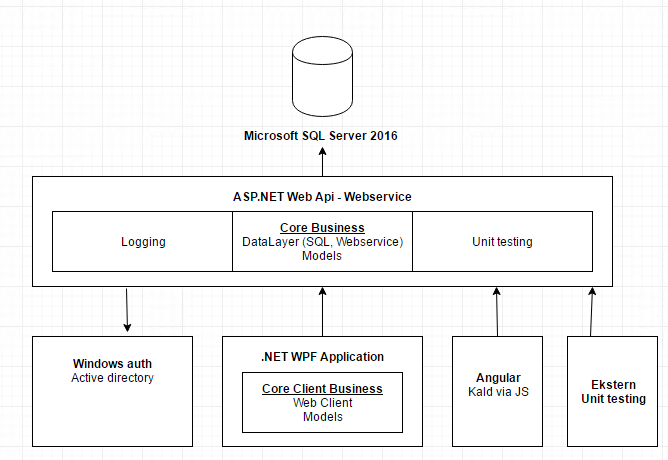 Microsoft SQL Server 2016
ASP.NET Web Api - Webservice
Logging
Core Business
DataLayer (SQL, Webservice)
Models
Unit testing
Windows auth
Active directory
.NET WPF Application
Core Client Business
Web Client
Models
Angular
Kald via JS
Ekstern
Unit testing